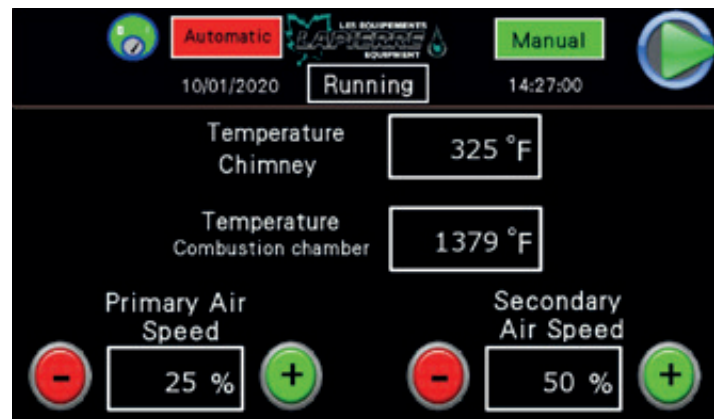 Automatic
LES EQUIPEMENTS
LAPIERRE
EQUIPMENT
Manual
10/01/2020
Running
14:27:00
Temperature
Chimney
325 °F
Temperature
Combustion chamber
1379 °F
Primary Air
Speed
- 25 % +
Secondary
Air Speed
- 50 % +